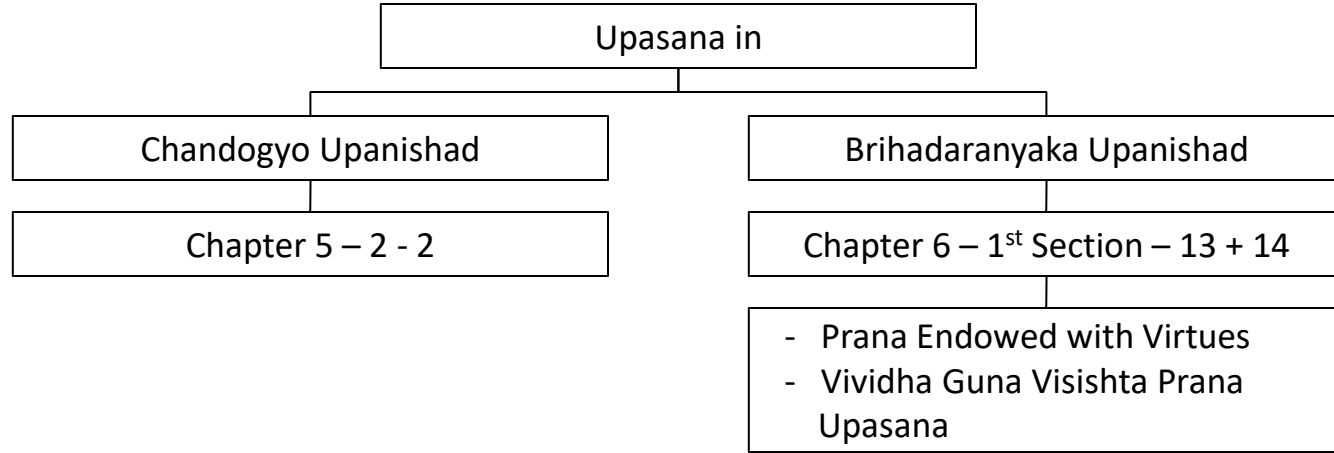 Upasana in
Chandogyo Upanishad
Chapter 5 – 2 - 2
Brihadaranyaka Upanishad
Chapter 6 – 1st Section – 13 + 14
- Prana Endowed with Virtues
- Vividha Guna Visishta Prana
Upasana